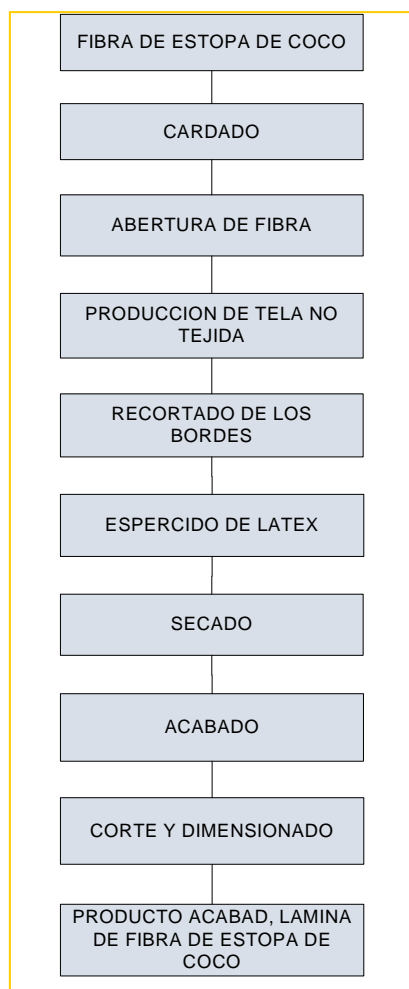 FIBRA DE ESTOPA DE COCO
CARDADO
ABERTURA DE FIBRA
PRODUCCION DE TELA NO
TEJIDA
RECORTADO DE LOS
BORDES
ESPERCIDO DE LATEX
SECADO
ACABADO
CORTE Y DIMENSIONADO
PRODUCTO ACABAD, LAMINA
DE FIBRA DE ESTOPA DE
COCO